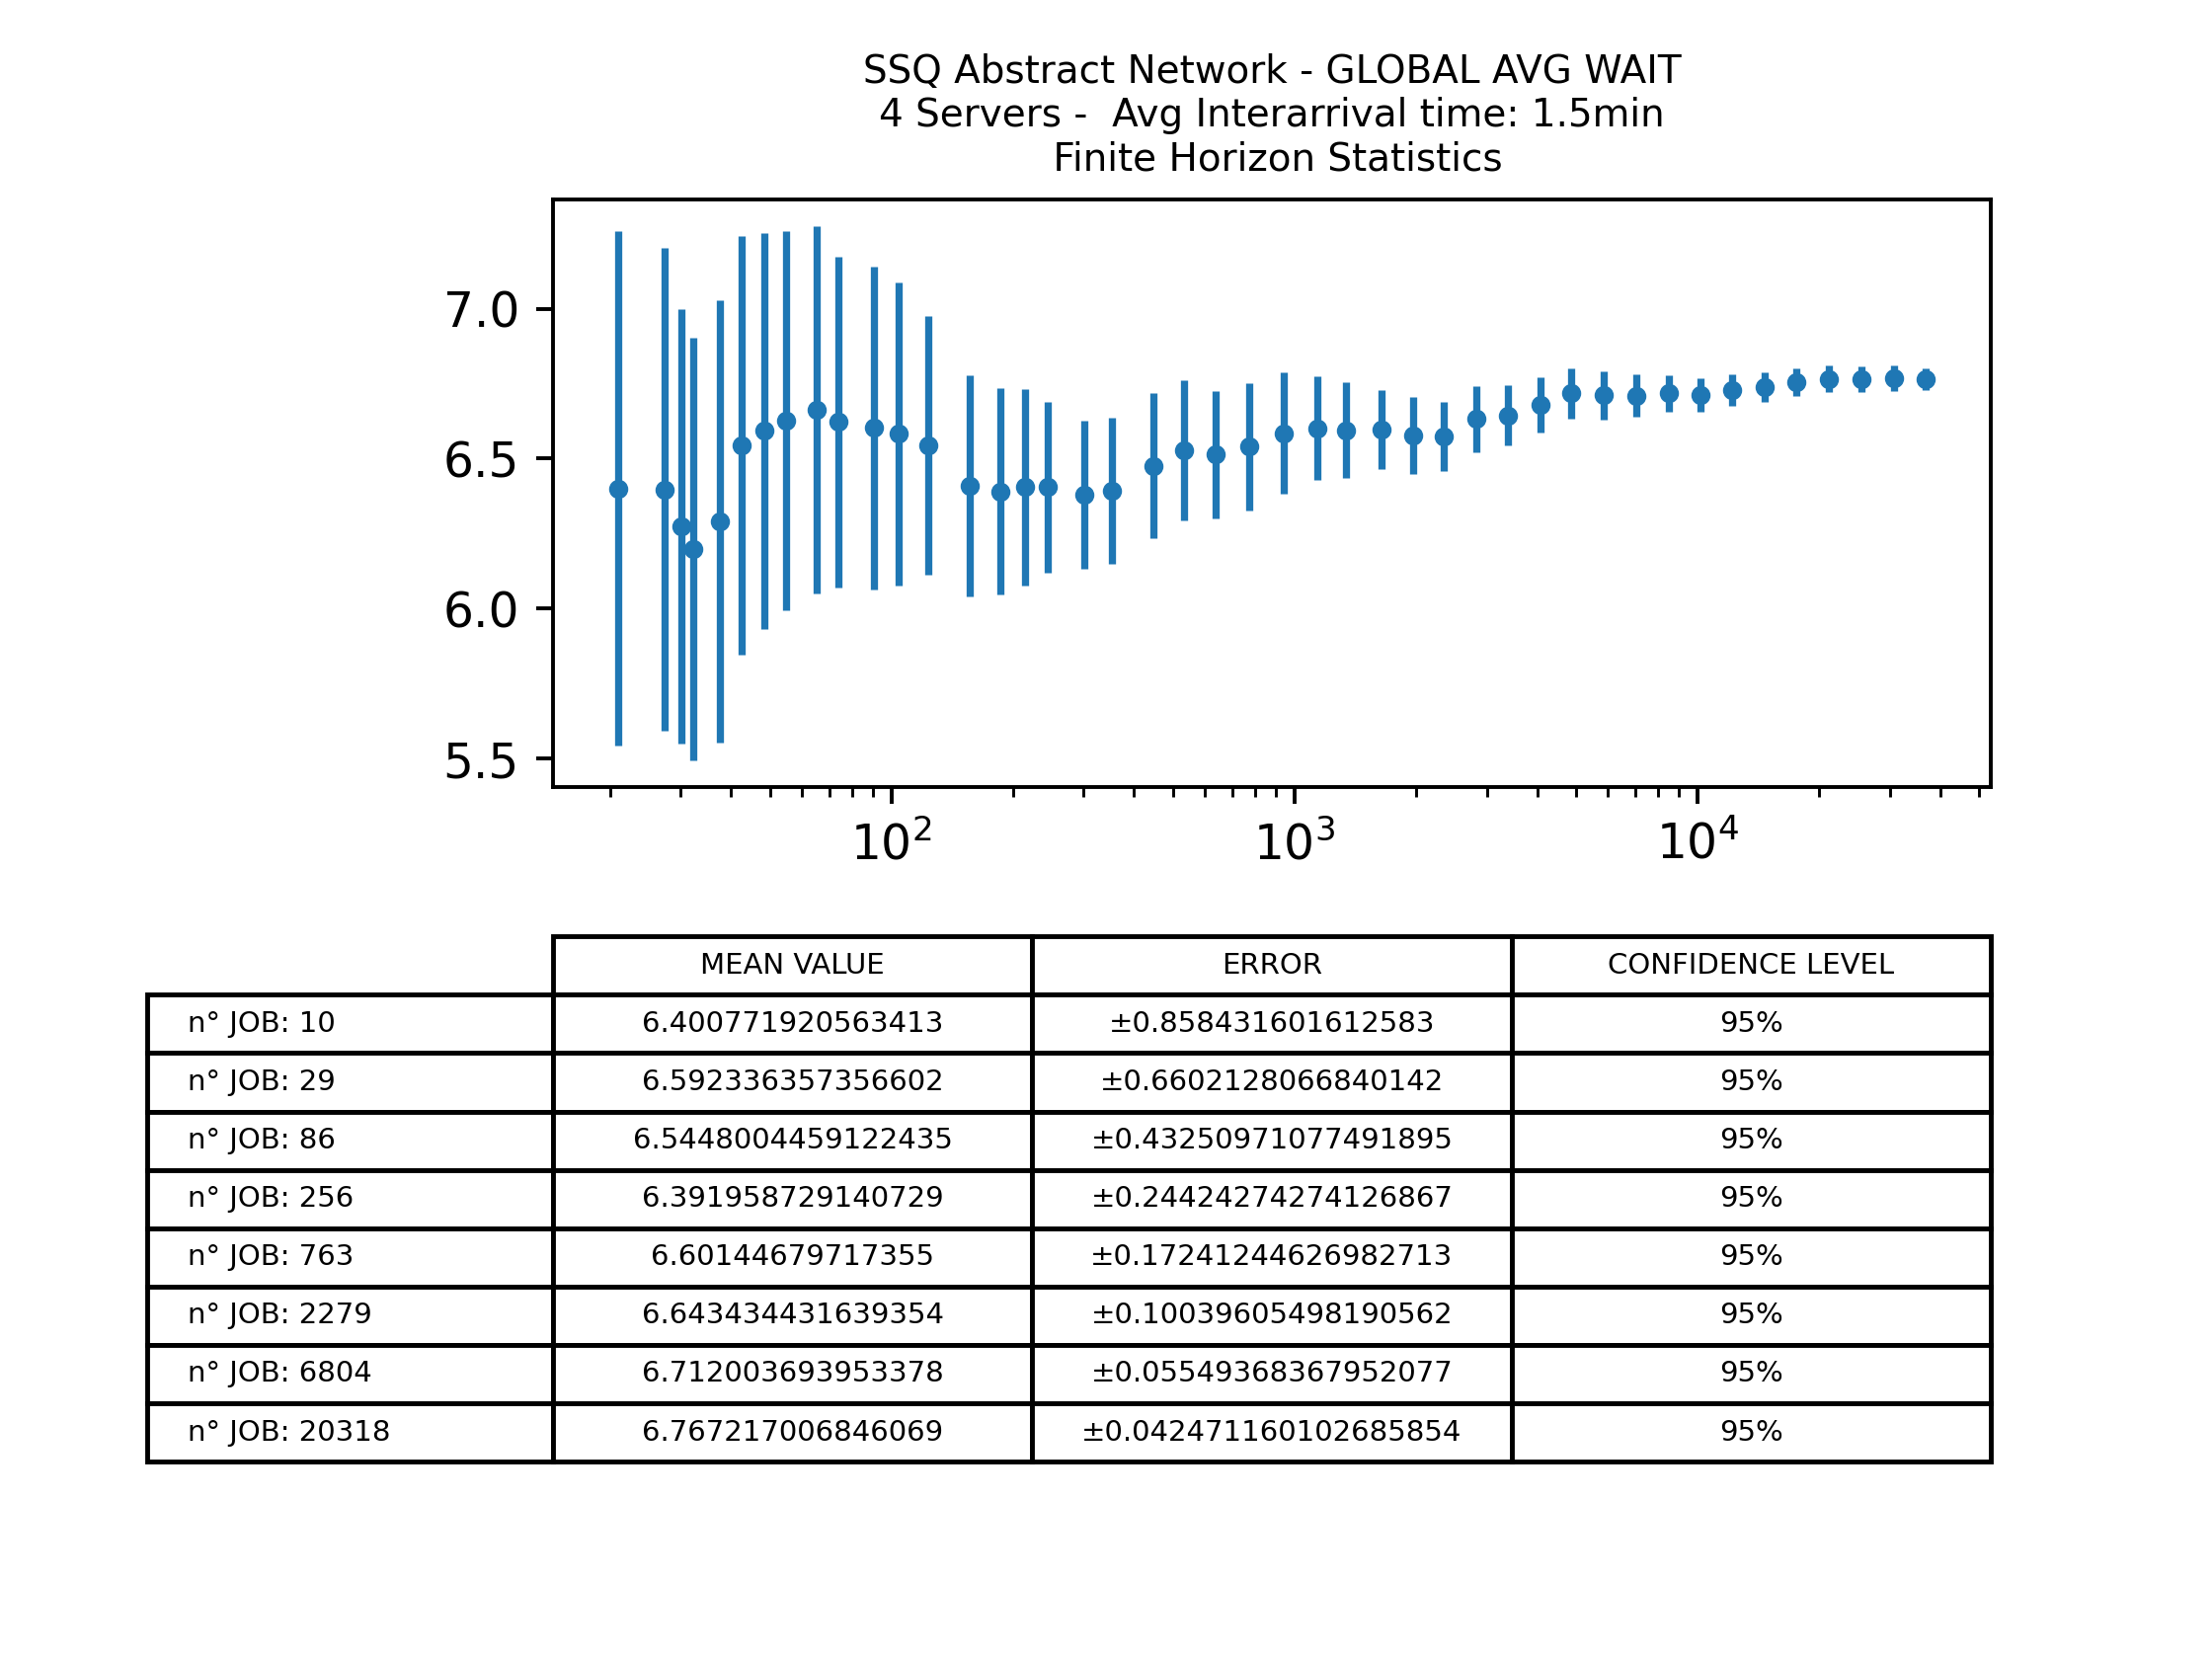 SSQ Abstract Network - GLOBAL AVG WAIT
4 Servers -  Avg Interarrival time: 1.5min
Finite Horizon Statistics
7.0
6.5
6.0
5.5
10² 10³ 10⁴
MEAN VALUE ERROR CONFIDENCE LEVEL
n° JOB: 10 6.400771920563413 ±0.858431601612583 95%
n° JOB: 29 6.592336357356602 ±0.6602128066840142 95%
n° JOB: 86 6.5448004459122435 ±0.43250971077491895 95%
n° JOB: 256 6.391958729140729 ±0.24424274274126867 95%
n° JOB: 763 6.60144679717355 ±0.17241244626982713 95%
n° JOB: 2279 6.643434431639354 ±0.10039605498190562 95%
n° JOB: 6804 6.712003693953378 ±0.05549368367952077 95%
n° JOB: 20318 6.767217006846069 ±0.042471160102685854 95%